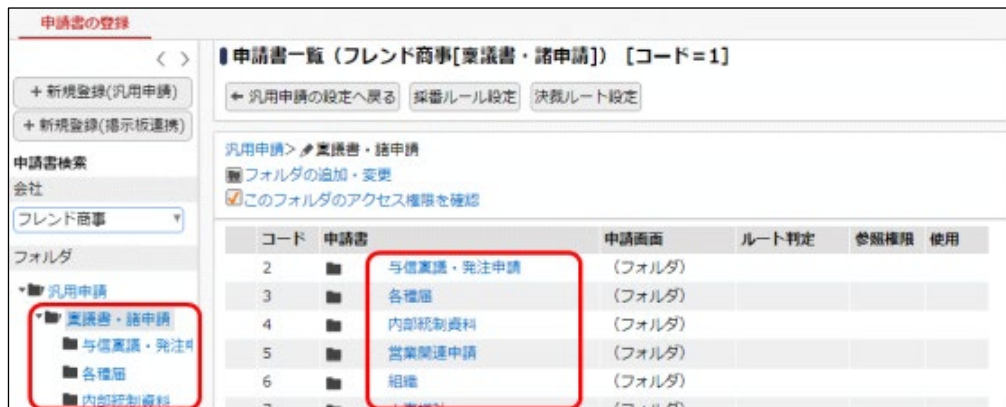 申請書の登録
< >
+ 新規登録(汎用申請)
+ 新規登録(掲示板連携)
申請書検索
会社
フレンド商事
フォルダ
汎用申請
稟議書・諸申請
与信稟議・発注申
各種届
内部統制資料
申請書一覧(フレンド商事[稟議書・諸申請]) [コード=1]
← 汎用申請の設定へ戻る 採番ルール設定 決裁ルート設定
汎用申請> 稟議書・諸申請
フォルダの追加・変更
このフォルダのアクセス権限を確認
コード 申請書 申請画面 ルート判定 参照権限 使用
2 与信稟議・発注申請 (フォルダ)
3 各種届 (フォルダ)
4 内部統制資料 (フォルダ)
5 営業関連申請 (フォルダ)
6 組織 (フォルダ)